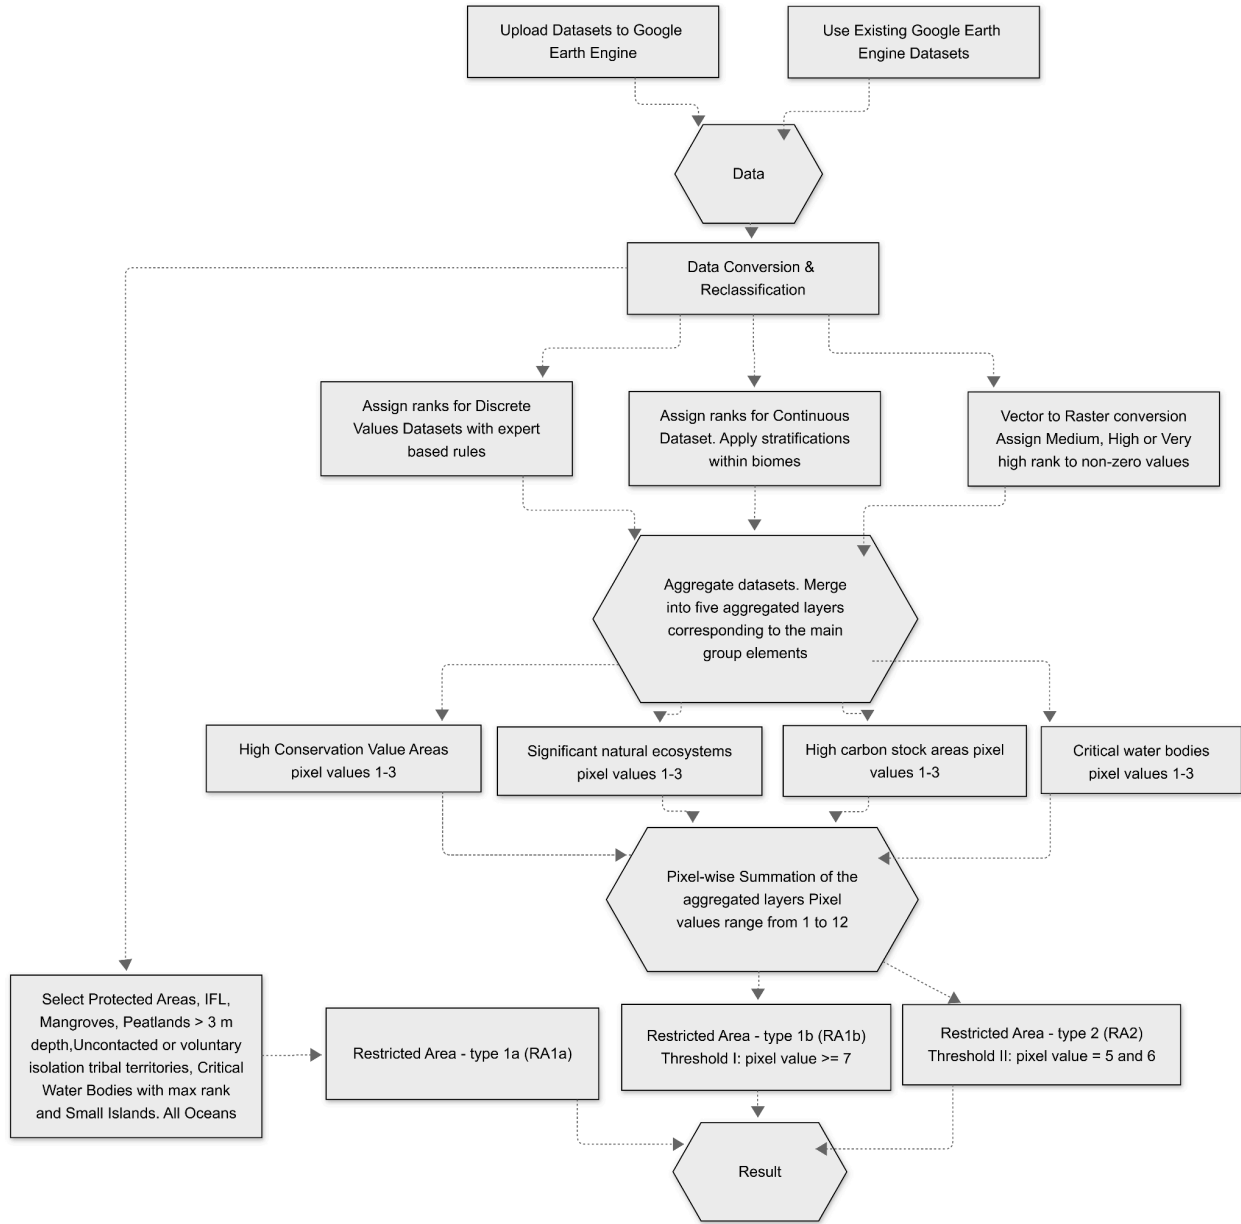 Upload Datasets to Google
Earth Engine
Use Existing Google Earth
Engine Datasets
Data
Data Conversion &
Reclassification
Assign ranks for Discrete
Values Datasets with expert
based rules
Assign ranks for Continuous
Dataset. Apply stratifications
within biomes
Vector to Raster conversion
Assign Medium, High or Very
high rank to non-zero values
Aggregate datasets. Merge
into five aggregated layers
corresponding to the main
group elements
High Conservation Value Areas
pixel values 1-3
Significant natural ecosystems
pixel values 1-3
High carbon stock areas pixel
values 1-3
Critical water bodies
pixel values 1-3
Pixel-wise Summation of the
aggregated layers Pixel
values range from 1 to 12
Select Protected Areas, IFL,
Mangroves, Peatlands > 3 m
depth,Uncontacted or voluntary
isolation tribal territories, Critical
Water Bodies with max rank
and Small Islands. All Oceans
Restricted Area - type 1a (RA1a)
Restricted Area - type 1b (RA1b)
Threshold I: pixel value >= 7
Restricted Area - type 2 (RA2)
Threshold II: pixel value = 5 and 6
Result